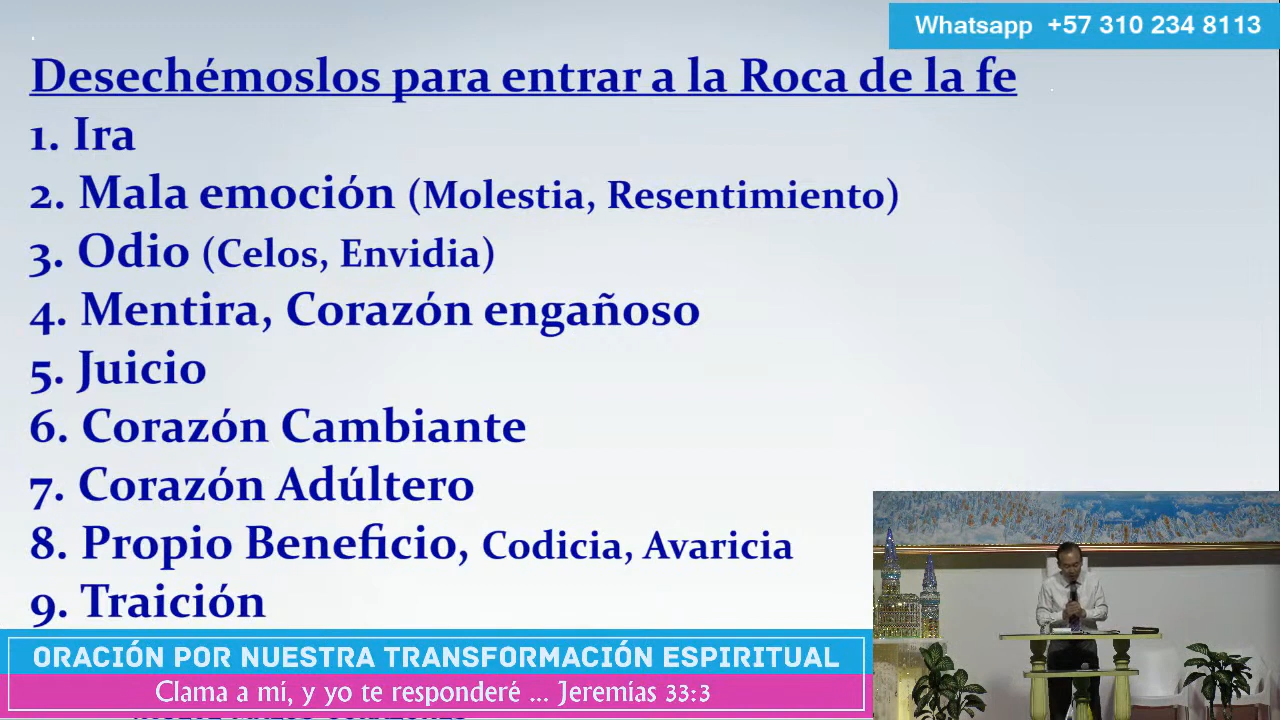 Whatsapp +57 310 234 8113
Desechémoslos para entrar a la Roca de la fe
1. Ira
2. Mala emoción (Molestia, Resentimiento)
3. Odio (Celos, Envidia)
4. Mentira, Corazón engañoso
5. Juicio
6. Corazón Cambiante
7. Corazón Adúltero
8. Propio Beneficio, Codicia, Avaricia
9. Traición
ORACIÓN POR NUESTRA TRANSFORMACIÓN ESPIRITUAL
Clama a mí, y yo te responderé ... Jeremías 33:3